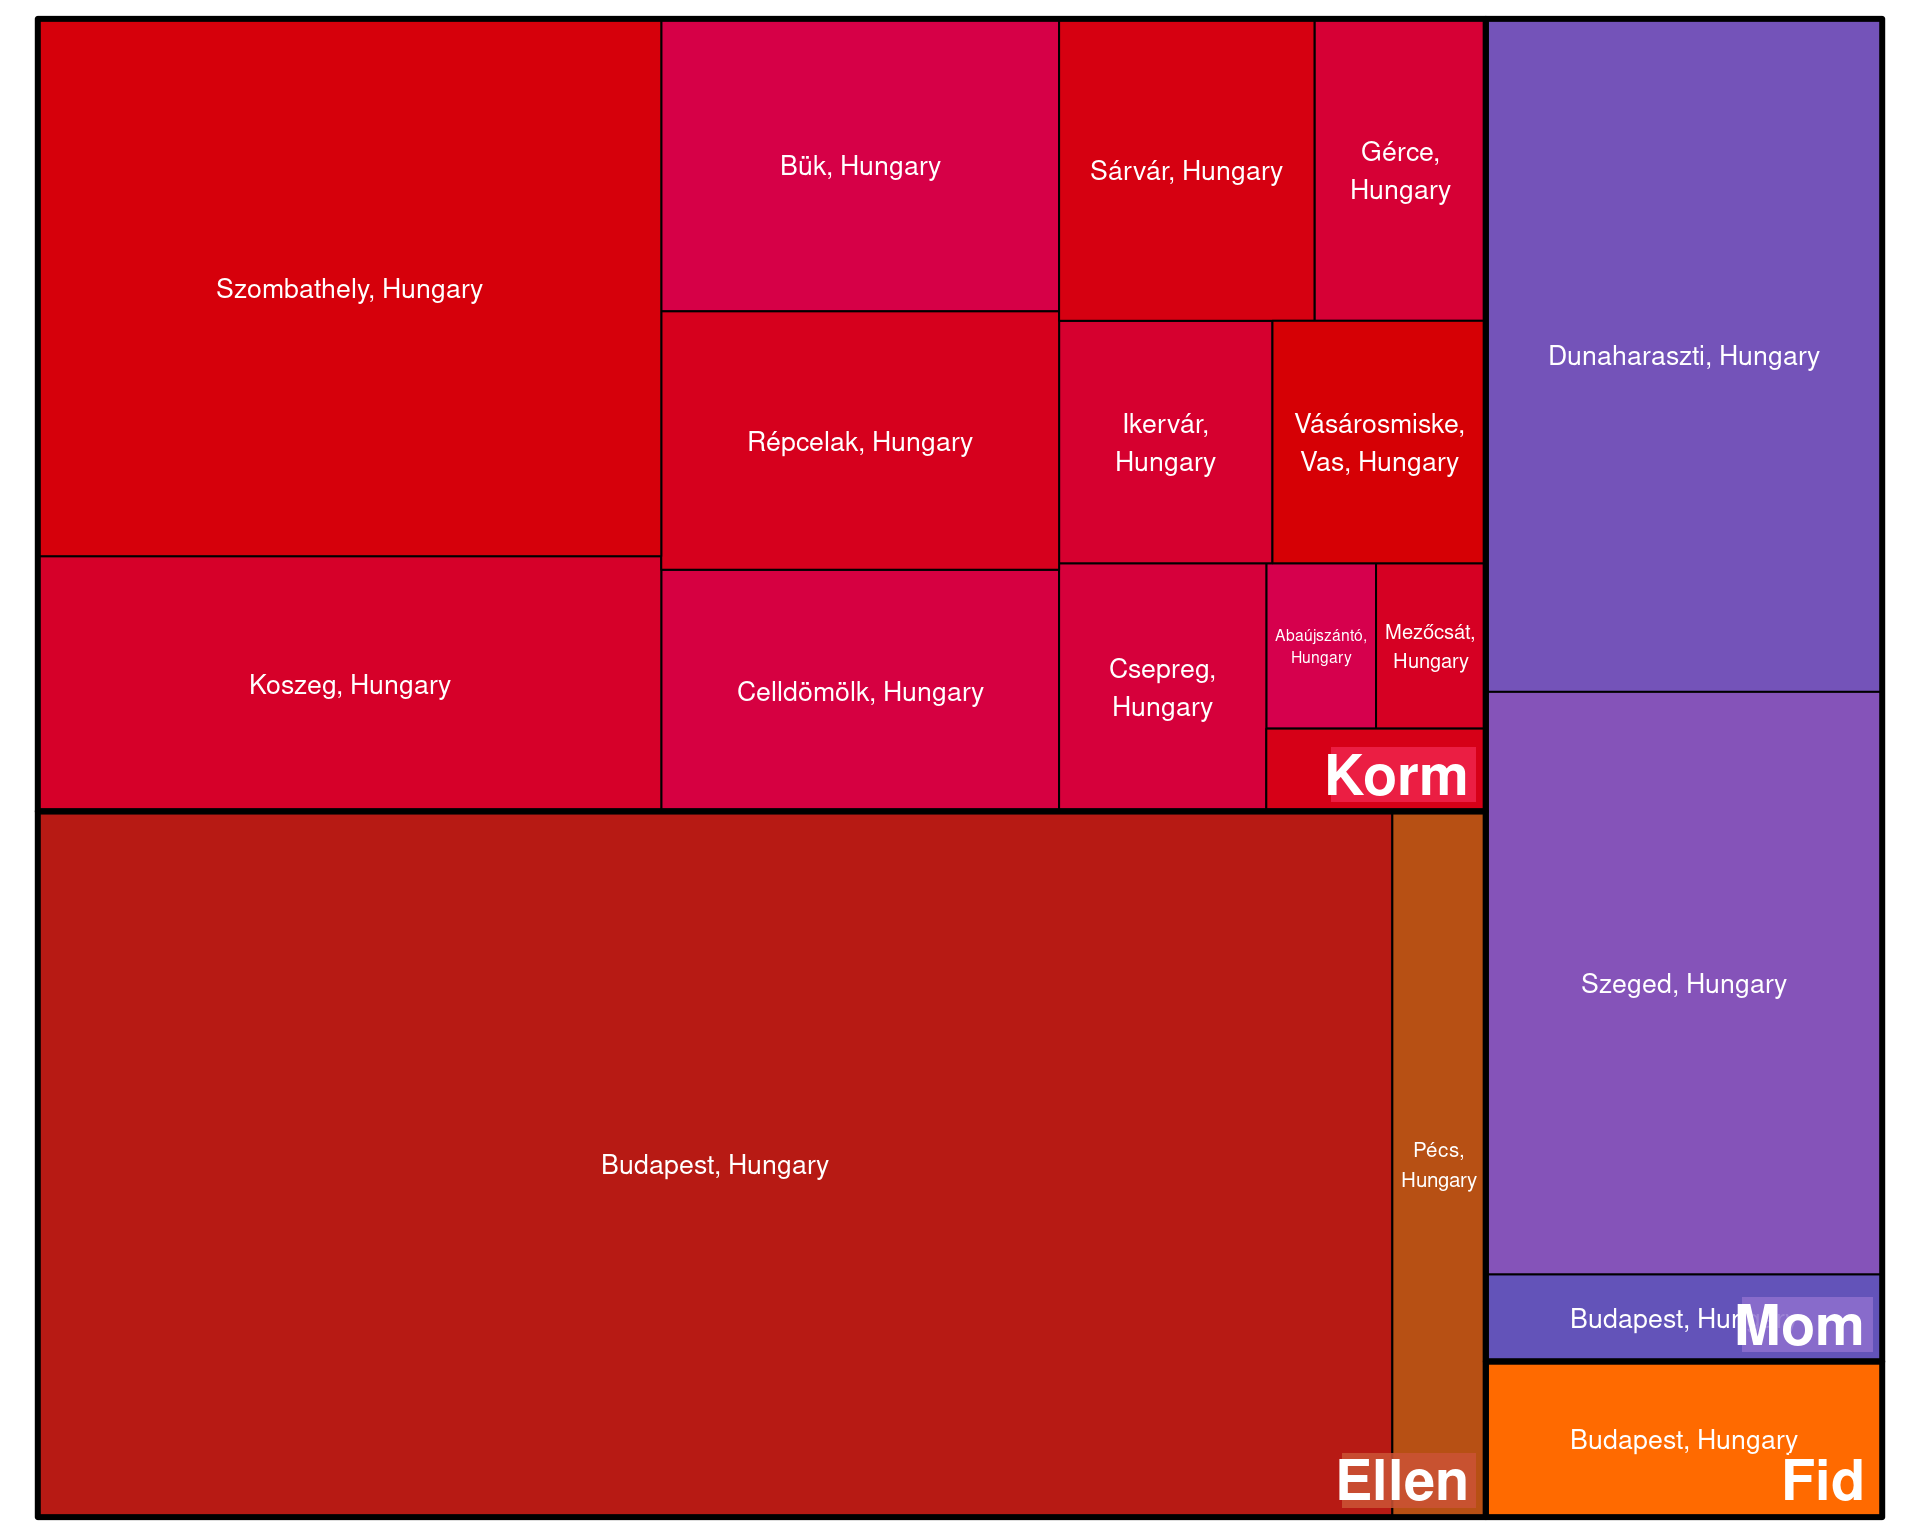 Szombathely, Hungary
Koszeg, Hungary
Bük, Hungary
Répcelak, Hungary
Celldömölk, Hungary
Sárvár, Hungary
Gérce,
Hungary
Ikervár,
Hungary
Vásárosmiske,
Vas, Hungary
Csepreg,
Hungary
Abaújszántó,
Hungary
Mezőcsát,
Hungary
Korm
Budapest, Hungary
Pécs,
Hungary
Ellen
Dunaharaszti, Hungary
Szeged, Hungary
Budapest,
Mom
Budapest, Hungary
Fid